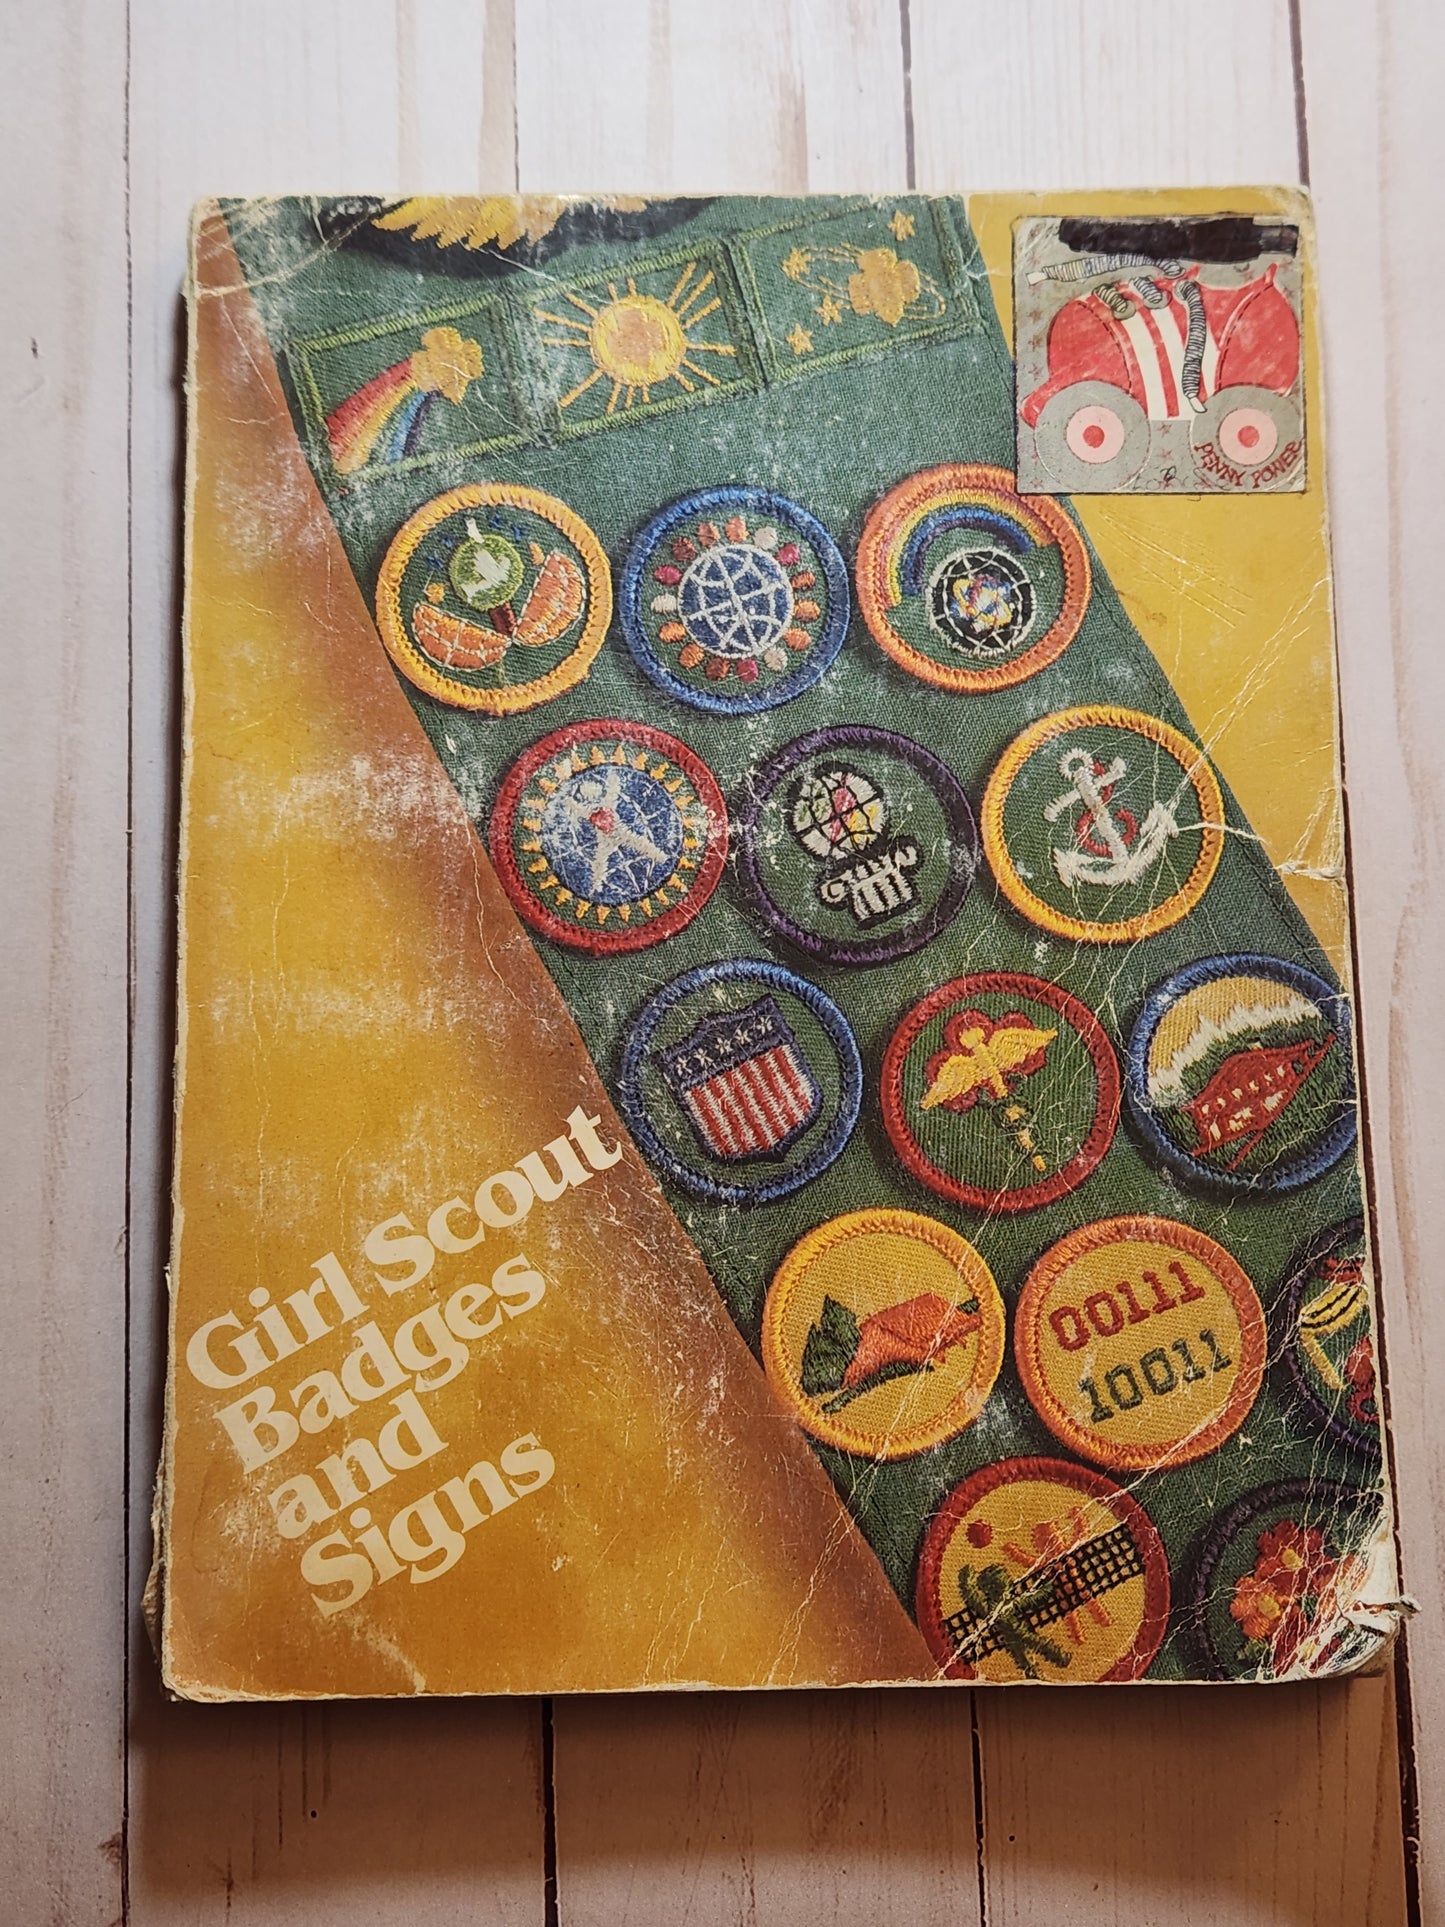 PENNY POWER
Girl Scout
Badges
and
Signs
00111
10011